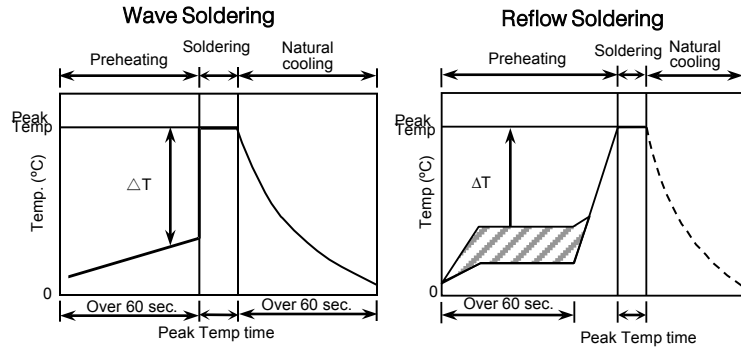 Wave Soldering
Preheating
Soldering
Natural
cooling
Peak
Temp
Temp. (ºC)
△T
0
Over 60 sec.
Over 60 sec.
Peak Temp time
Reflow Soldering
Preheating
Soldering
Natural
cooling
Peak
Temp
Temp (ºC)
ΔT
0
Over 60 sec.
Peak Temp time